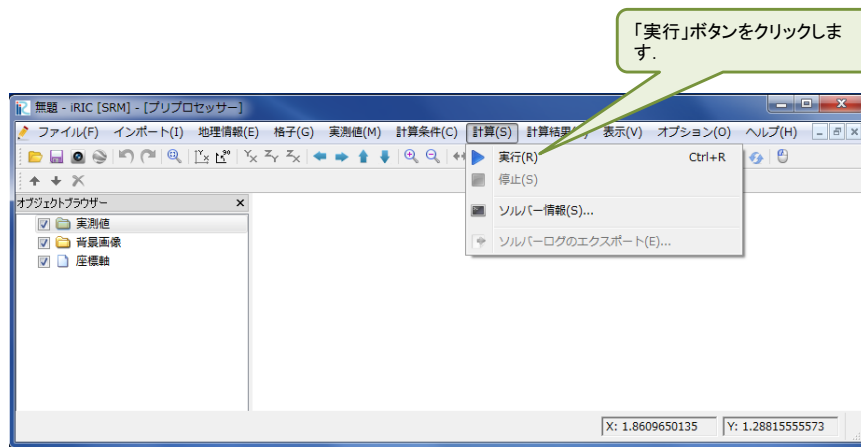 「実行」ボタンをクリックしま
す.
無題 - iRIC [SRM] - [プリプロセッサー]
ファイル(F) インポート(I) 地理情報(E) 格子(G) 実測値(M) 計算条件(C) 計算(S) 計算結果 表示(V) オプション(O) ヘルプ(H)
実行(R) Ctrl+R
停止(S)
オブジェクトブラウザー
ソルバー情報(S)...
実測値
背景画像
ソルバーログのエクスポート(E)...
座標軸
X: 1.8609650135 Y: 1.28815555573